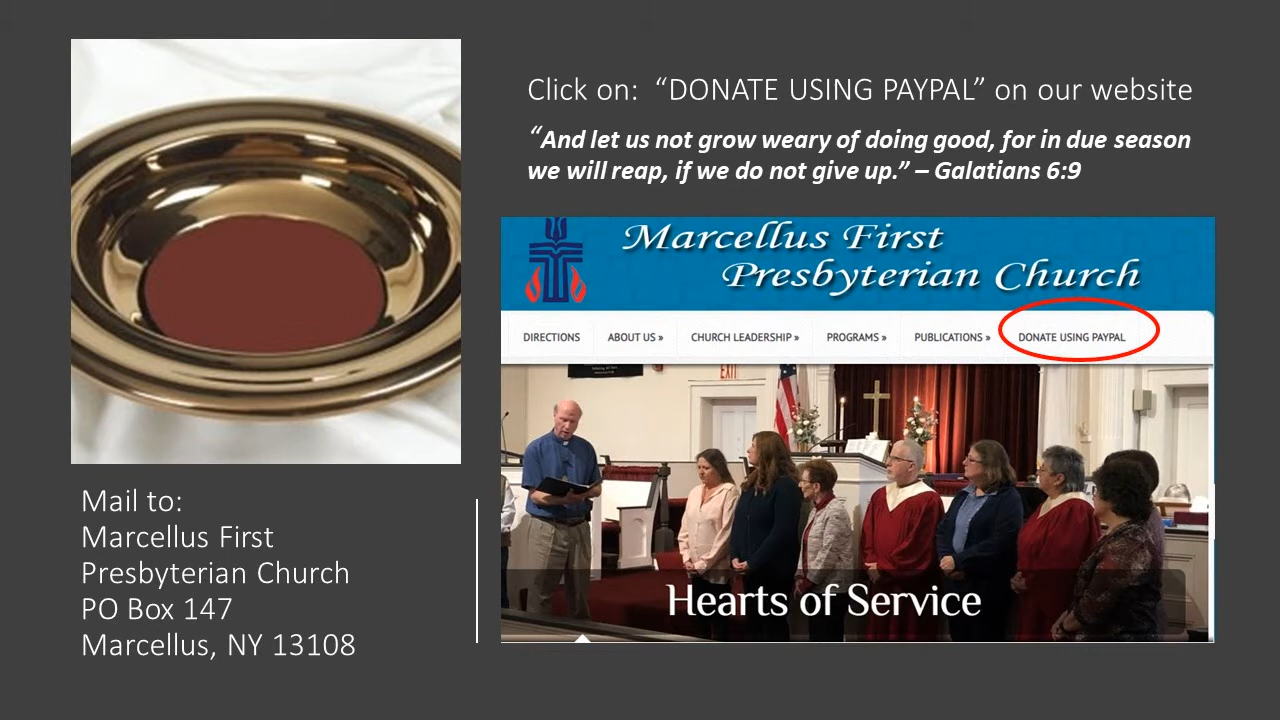 Click on:  “DONATE USING PAYPAL” on our website
“And let us not grow weary of doing good, for in due season
we will reap, if we do not give up.” – Galatians 6:9
Marcellus First
Presbyterian Church
DIRECTIONS ABOUT US » CHURCH LEADERSHIP » PROGRAMS » PUBLICATIONS » DONATE USING PAYPAL
EXIT
Hearts of Service
Mail to:
Marcellus First
Presbyterian Church
PO Box 147
Marcellus, NY 13108